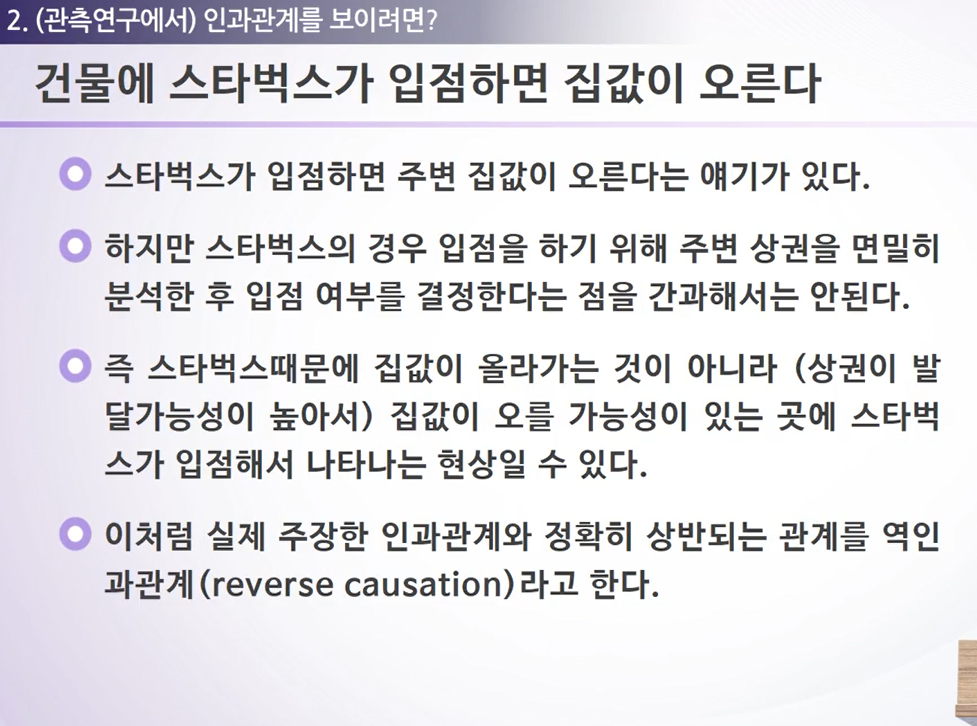 2. (관측연구에서) 인과관계를 보이려면?
건물에 스타벅스가 입점하면 집값이 오른다
스타벅스가 입점하면 주변 집값이 오른다는 얘기가 있다.
하지만 스타벅스의 경우 입점을 하기 위해 주변 상권을 면밀히
분석한 후 입점 여부를 결정한다는 점을 간과해서는 안된다.
즉 스타벅스때문에 집값이 올라가는 것이 아니라 (상권이 발
달가능성이 높아서) 집값이 오를 가능성이 있는 곳에 스타벅
스가 입점해서 나타나는 현상일 수 있다.
이처럼 실제 주장한 인과관계와 정확히 상반되는 관계를 역인
과관계(reverse causation)라고 한다.